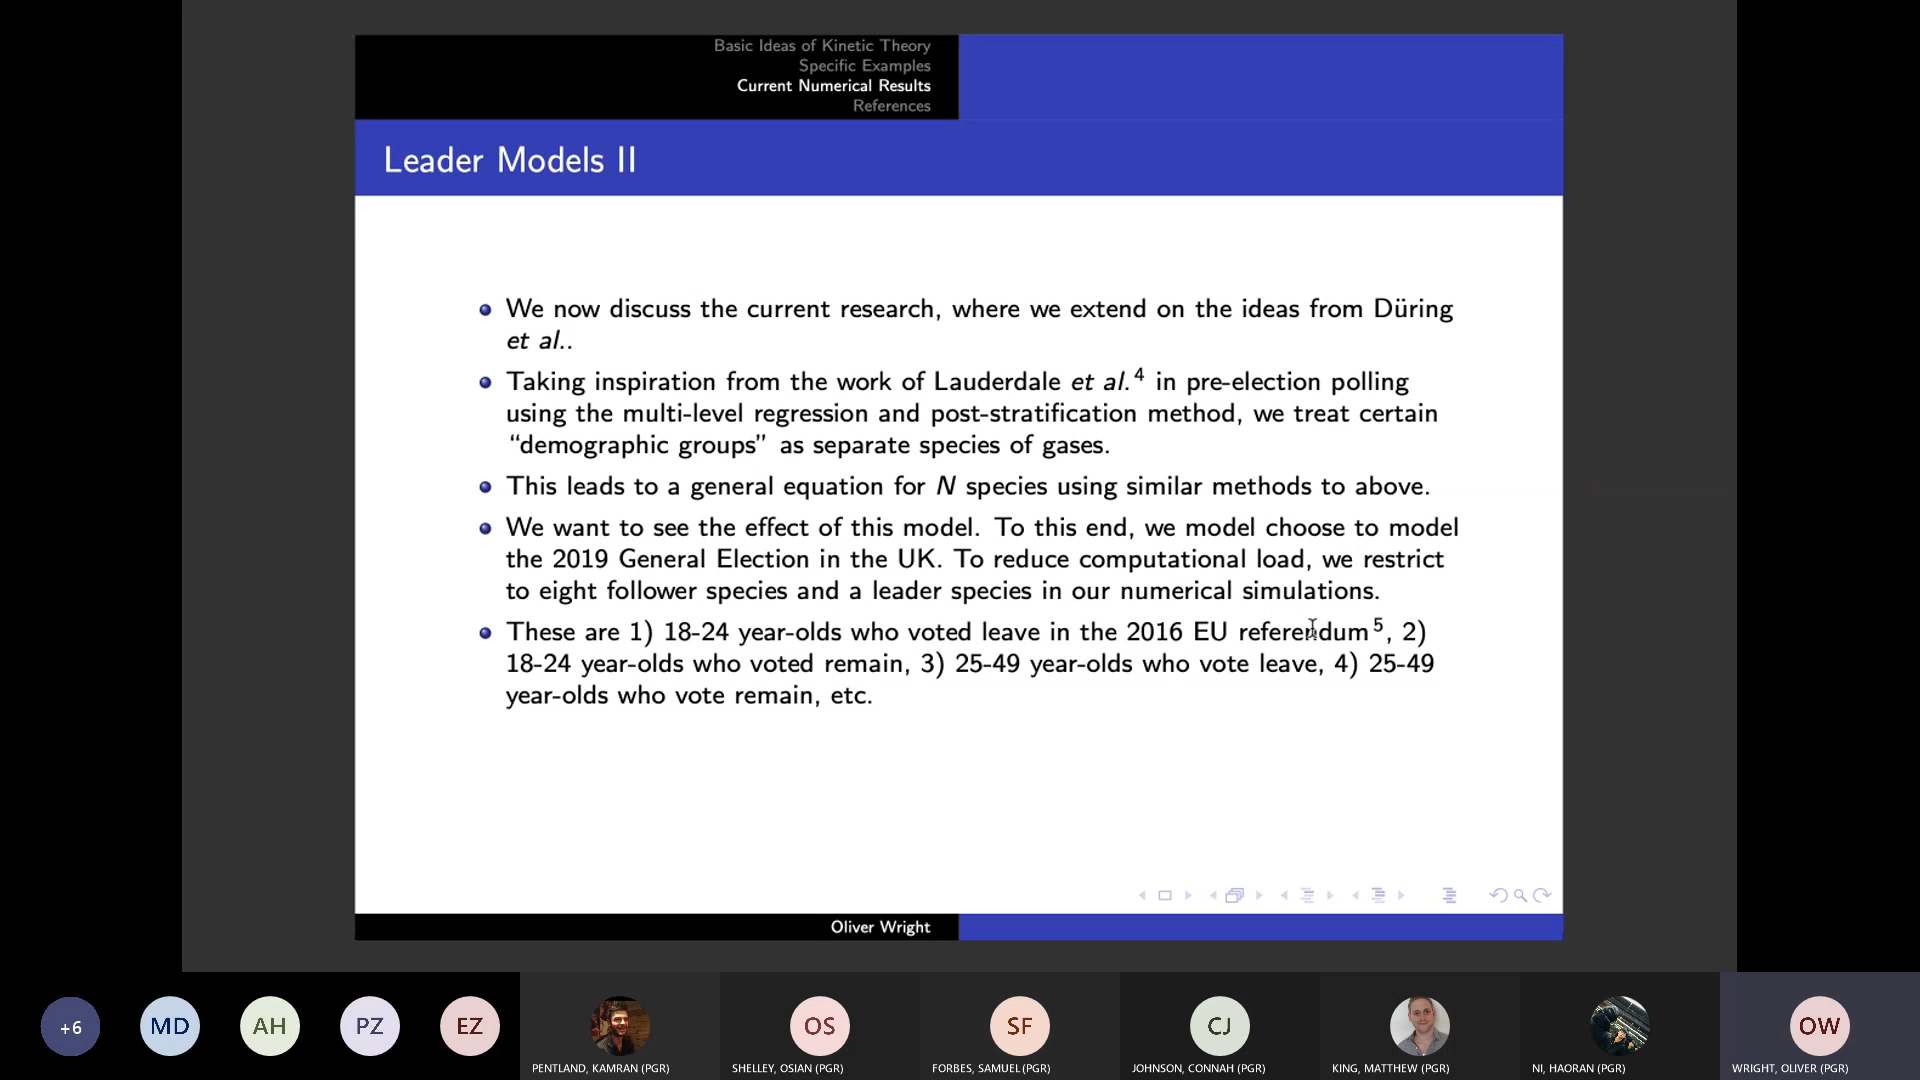 Basic Ideas of Kinetic Theory
Specific Examples
Current Numerical Results
References
Leader Models II
We now discuss the current research, where we extend on the ideas from Düring
et al..
Taking inspiration from the work of Lauderdale et al.⁴ in pre-election polling
using the multi-level regression and post-stratification method, we treat certain
“demographic groups” as separate species of gases.
This leads to a general equation for N species using similar methods to above.
We want to see the effect of this model. To this end, we model choose to model
the 2019 General Election in the UK. To reduce computational load, we restrict
to eight follower species and a leader species in our numerical simulations.
These are 1) 18-24 year-olds who voted leave in the 2016 EU referendum⁵, 2)
18-24 year-olds who voted remain, 3) 25-49 year-olds who vote leave, 4) 25-49
year-olds who vote remain, etc.
Oliver Wright
+6 MD AH PZ EZ OS SF CJ OW
PENTLAND, KAMRAN (PGR) SHELLEY, OSIAN (PGR) FORBES, SAMUEL (PGR) JOHNSON, CONNAH (PGR) KING, MATTHEW (PGR) NI, HAORAN (PGR) WRIGHT, OLIVER (PGR)